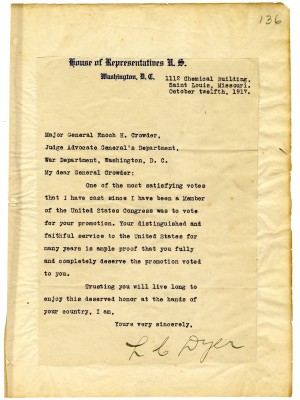 136
House of Representatives U. S.
Washington, D. C.
1112 Chemical Building,
Saint Louis, Missouri.
October twelfth, 1917.
Major General Enoch H. Crowder,
Judge Advocate General's Department,
War Department, Washington, D. C.
My dear General Crowder:
One of the most satisfying votes
that I have cast since I have been a Member
of the United States Congress was to vote
for your promotion. Your distinguished and
faithful service to the United States for
many years is ample proof that you fully
and completely deserve the promotion voted
to you.
Trusting you will live long to
enjoy this deserved honor at the hands of
your country, I am,
Yours very sincerely,
L C Dyer